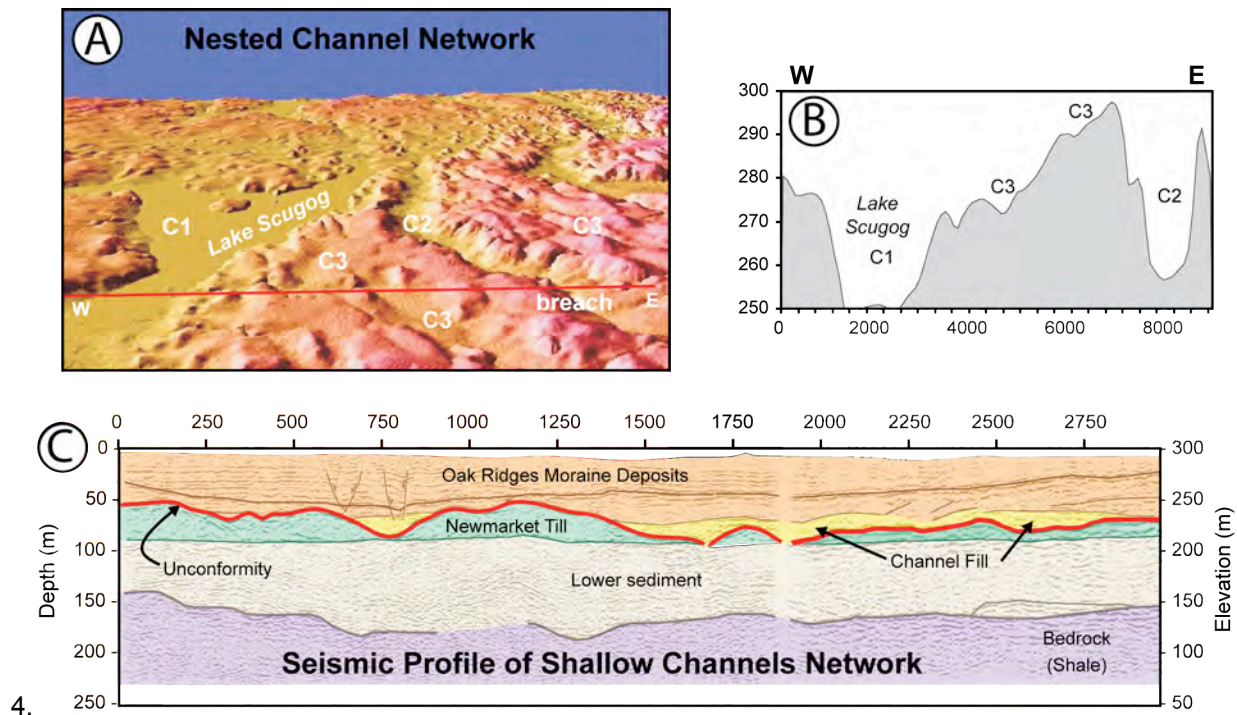 A
Nested Channel Network
C1
Lake Scugog
C2
C3
C3
W
breach
E
C3
W
E
B
300
290
280
270
260
250
C3
C3
Lake
Scugog
C1
C2
0
2000
4000
6000
8000
C
0
250
500
750
1000
1250
1500
1750
2000
2250
2500
2750
0
50
100
150
200
250
Depth (m)
300
250
200
150
100
50
Elevation (m)
Oak Ridges Moraine Deposits
Newmarket Till
Unconformity
Channel Fill
Lower sediment
Bedrock
(Shale)
Seismic Profile of Shallow Channels Network
4.